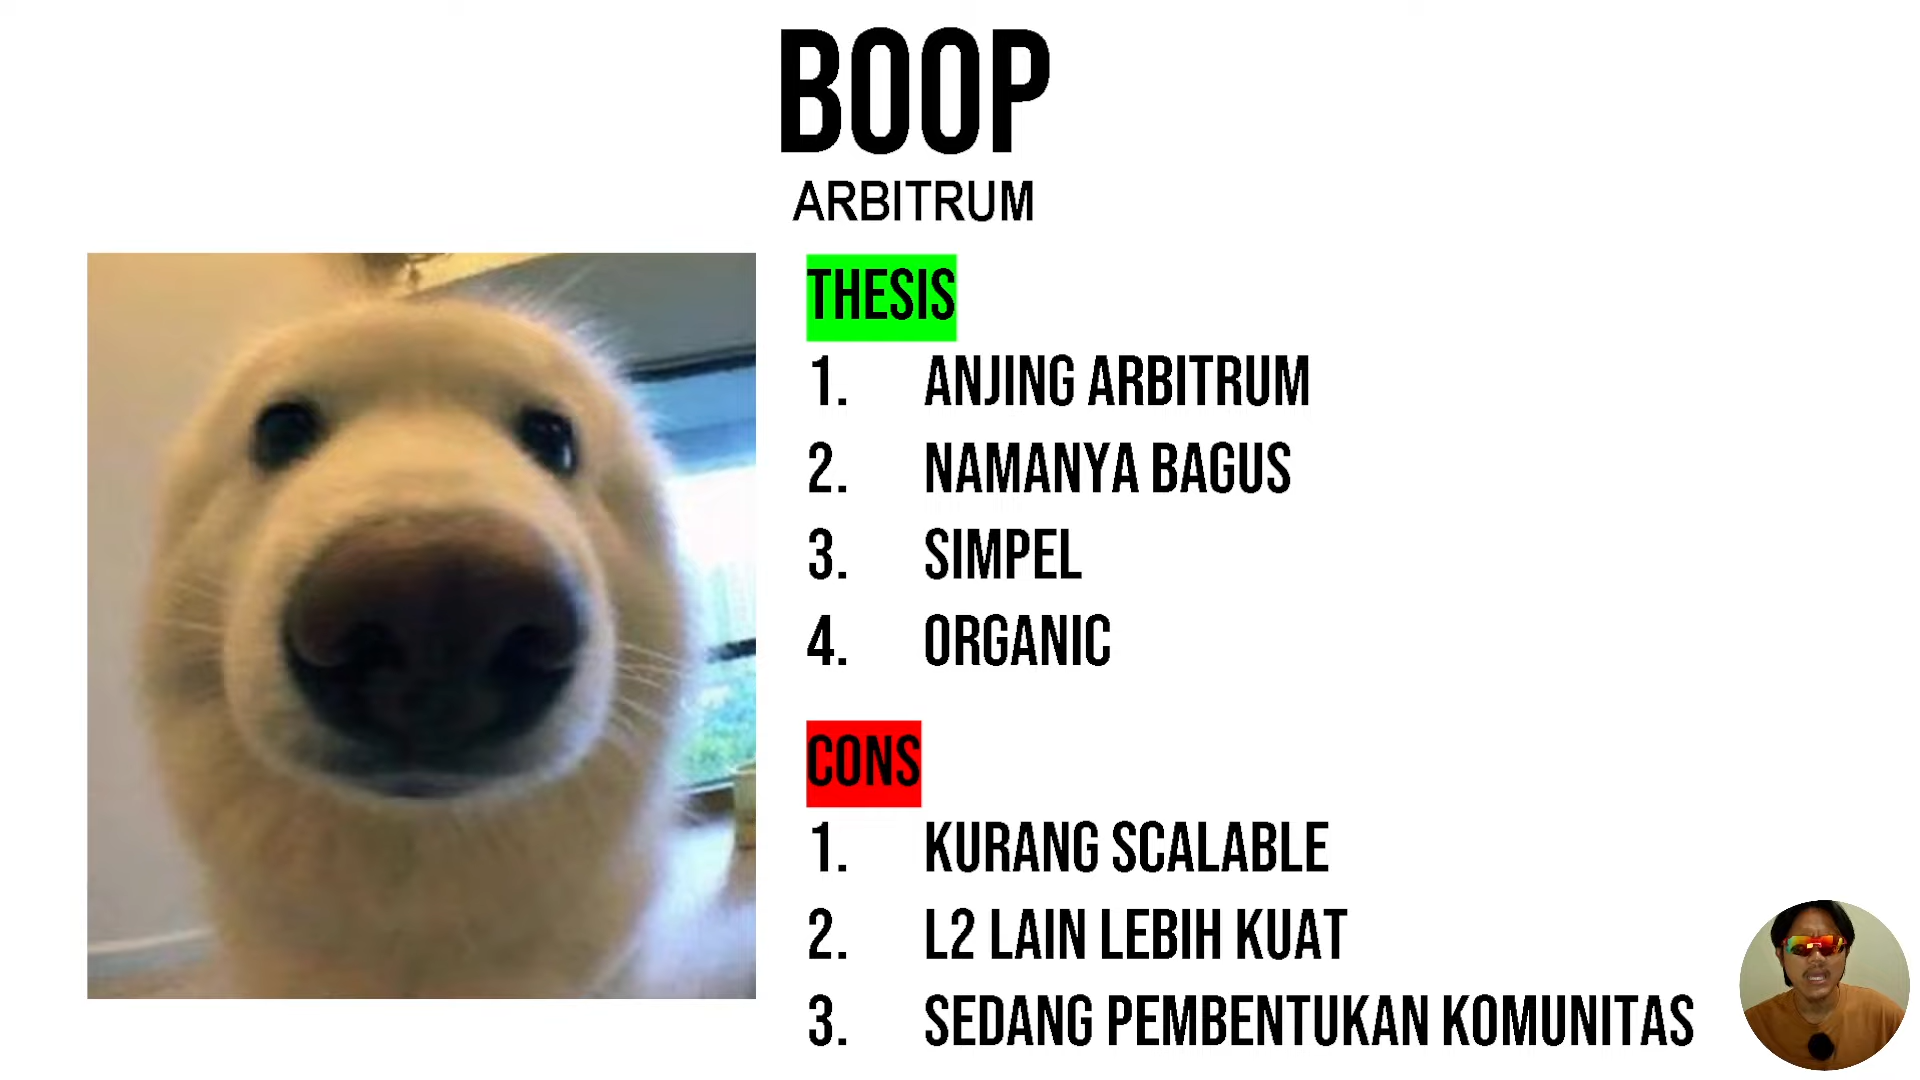 BOOP
ARBITRUM
THESIS
1. ANJING ARBITRUM
2. NAMANYA BAGUS
3. SIMPEL
4. ORGANIC
CONS
1. KURANG SCALABLE
2. L2 LAIN LEBIH KUAT
3. SEDANG PEMBENTUKAN KOMUNITAS